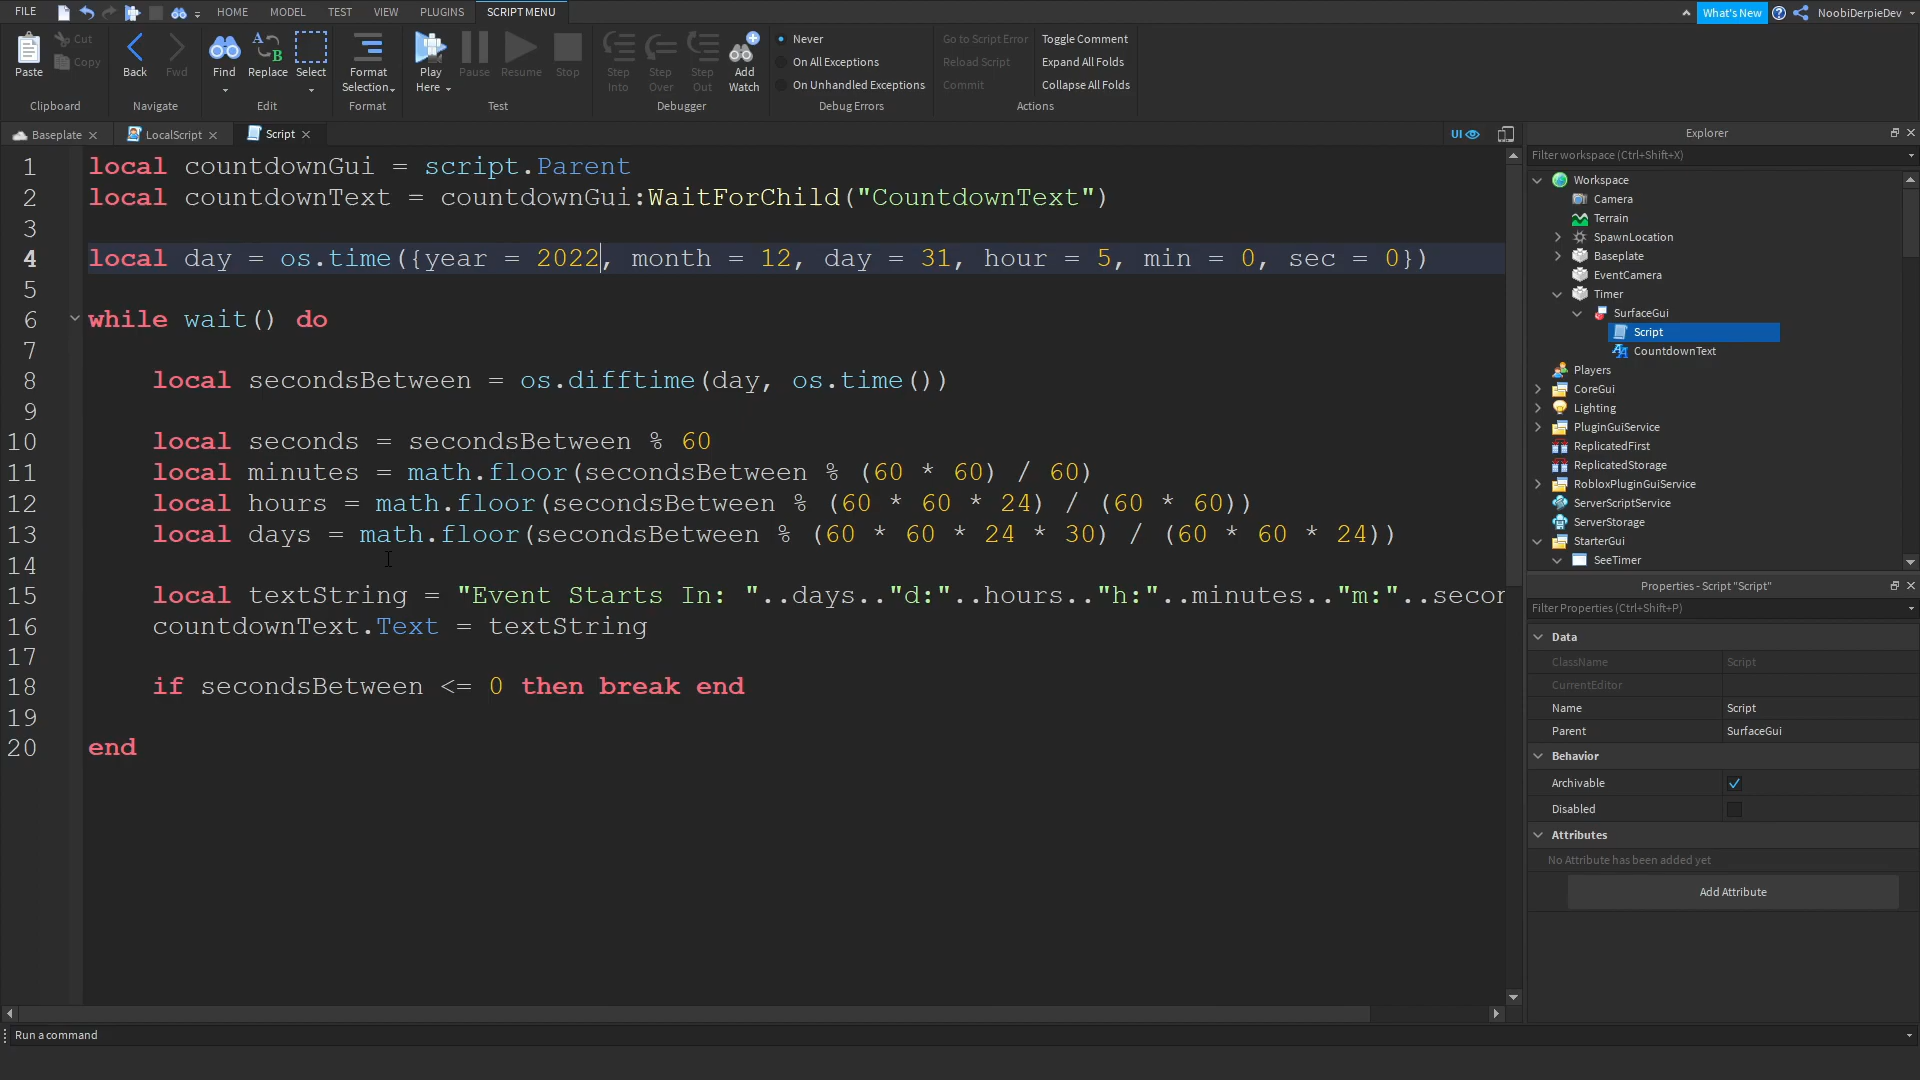 FILE HOME MODEL TEST VIEW PLUGINS SCRIPT MENU What's New NoobiDerpieDev
Paste Cut Copy Back Fwd Find Replace Select Format Selection Play Here Pause Resume Stop Step Into Step Over Step Out Add Watch
Never
On All Exceptions
On Unhandled Exceptions
Go to Script Error
Reload Script
Commit
Toggle Comment
Expand All Folds
Collapse All Folds
Clipboard Navigate Edit Format Test Debugger Debug Errors Actions
Baseplate LocalScript Script UI
1 local countdownGui = script.Parent
2 local countdownText = countdownGui:WaitForChild("CountdownText")
3
4 local day = os.time({year = 2022, month = 12, day = 31, hour = 5, min = 0, sec = 0})
5
6 while wait() do
7
8 local secondsBetween = os.difftime(day, os.time())
9
10 local seconds = secondsBetween % 60
11 local minutes = math.floor(secondsBetween % (60 * 60) / 60)
12 local hours = math.floor(secondsBetween % (60 * 60 * 24) / (60 * 60))
13 local days = math.floor(secondsBetween % (60 * 60 * 24 * 30) / (60 * 60 * 24))
14
15 local textString = "Event Starts In: "..days.."d:"..hours.."h:"..minutes.."m:"..secon
16 countdownText.Text = textString
17
18 if secondsBetween <= 0 then break end
19
20 end
Explorer
Filter workspace (Ctrl+Shift+X)
Workspace
Camera
Terrain
SpawnLocation
Baseplate
EventCamera
Timer
SurfaceGui
Script
CountdownText
Players
CoreGui
Lighting
PluginGuiService
ReplicatedFirst
ReplicatedStorage
RobloxPluginGuiService
ServerScriptService
ServerStorage
StarterGui
SeeTimer
Properties - Script "Script"
Filter Properties (Ctrl+Shift+P)
Data
ClassName Script
CurrentEditor
Name Script
Parent SurfaceGui
Behavior
Archivable
Disabled
Attributes
No Attribute has been added yet
Add Attribute
Run a command